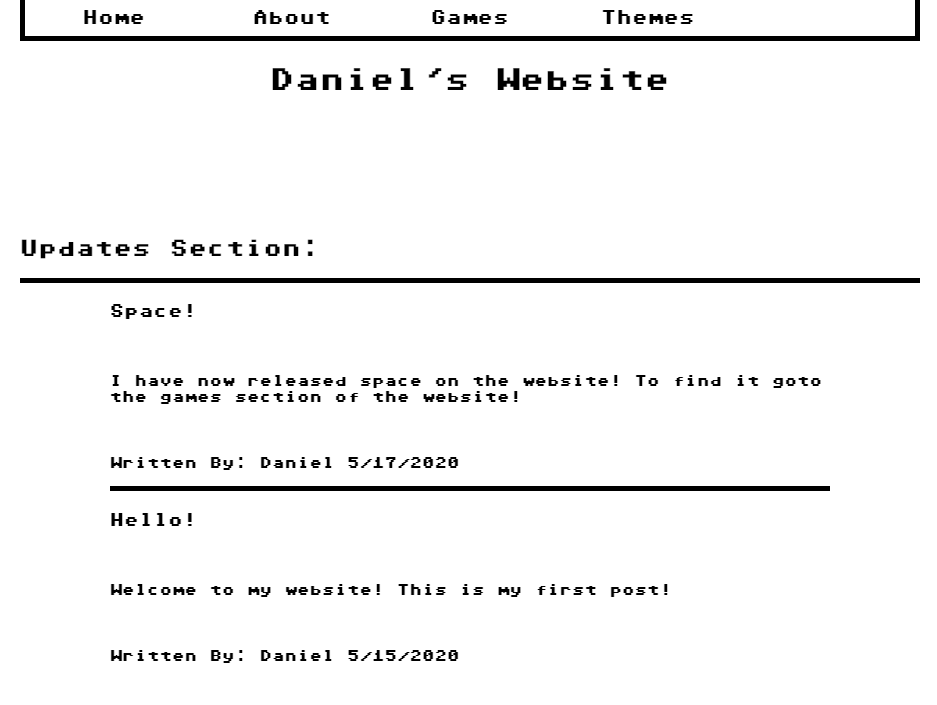 Home About Games Themes
Daniel's Website
Updates Section:
Space!
I have now released space on the website! To find it goto
the games section of the website!
Written By: Daniel 5/17/2020
Hello!
Welcome to my website! This is my first post!
Written By: Daniel 5/15/2020